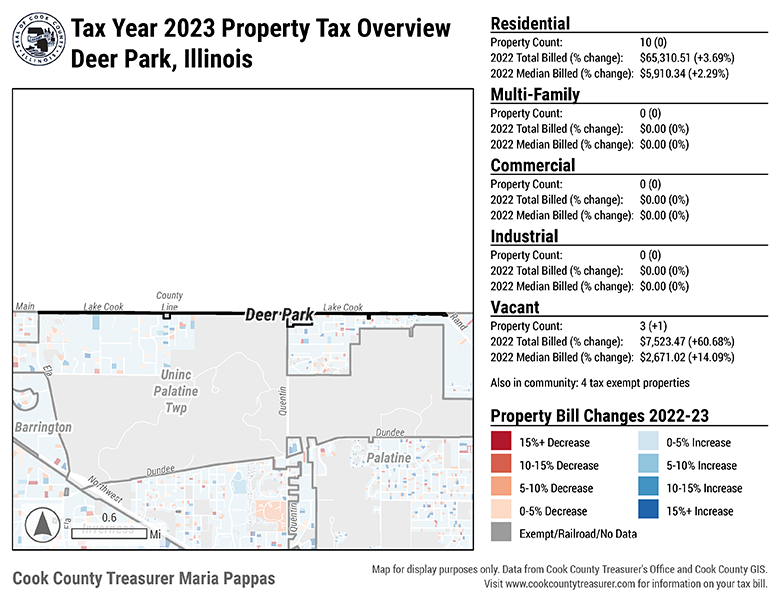 SEAL OF COOK COUNTY
ILLINOIS
Tax Year 2023 Property Tax Overview
Deer Park, Illinois
Main
Lake Cook
County
Line
Deer Park
Lake Cook
Rand
Ela
Uninc
Palatine
Twp
Quentin
Barrington
Dundee
Palatine
Dundee
Northwest
Quentin
Ela
Inverness
0.6
Mi
Residential
Property Count: 10 (0)
2022 Total Billed (% change): $65,310.51 (+3.69%)
2022 Median Billed (% change): $5,910.34 (+2.29%)
Multi-Family
Property Count: 0 (0)
2022 Total Billed (% change): $0.00 (0%)
2022 Median Billed (% change): $0.00 (0%)
Commercial
Property Count: 0 (0)
2022 Total Billed (% change): $0.00 (0%)
2022 Median Billed (% change): $0.00 (0%)
Industrial
Property Count: 0 (0)
2022 Total Billed (% change): $0.00 (0%)
2022 Median Billed (% change): $0.00 (0%)
Vacant
Property Count: 3 (+1)
2022 Total Billed (% change): $7,523.47 (+60.68%)
2022 Median Billed (% change): $2,671.02 (+14.09%)
Also in community: 4 tax exempt properties
Property Bill Changes 2022-23
15%+ Decrease
10-15% Decrease
5-10% Decrease
0-5% Decrease
Exempt/Railroad/No Data
0-5% Increase
5-10% Increase
10-15% Increase
15%+ Increase
Cook County Treasurer Maria Pappas
Map for display purposes only. Data from Cook County Treasurer's Office and Cook County GIS.
Visit www.cookcountytreasurer.com for information on your tax bill.